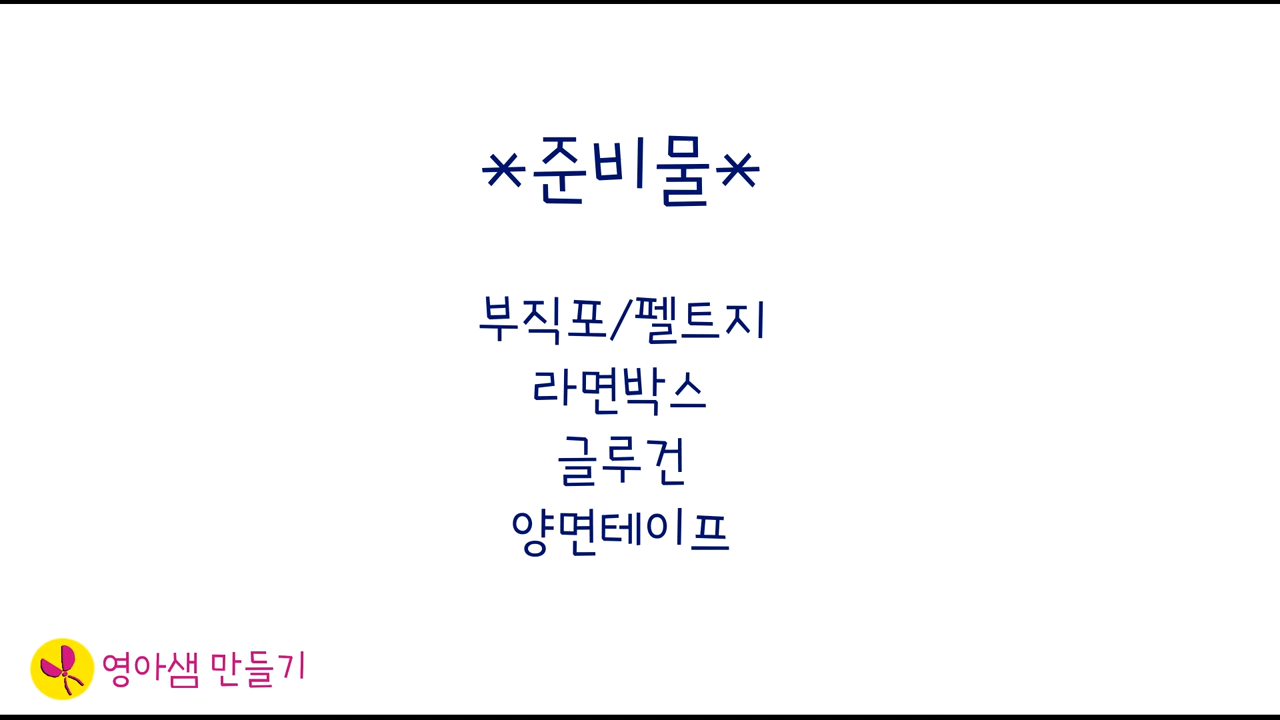 *준비물*
부직포/펠트지
라면박스
글루건
양면테이프
영아샘 만들기